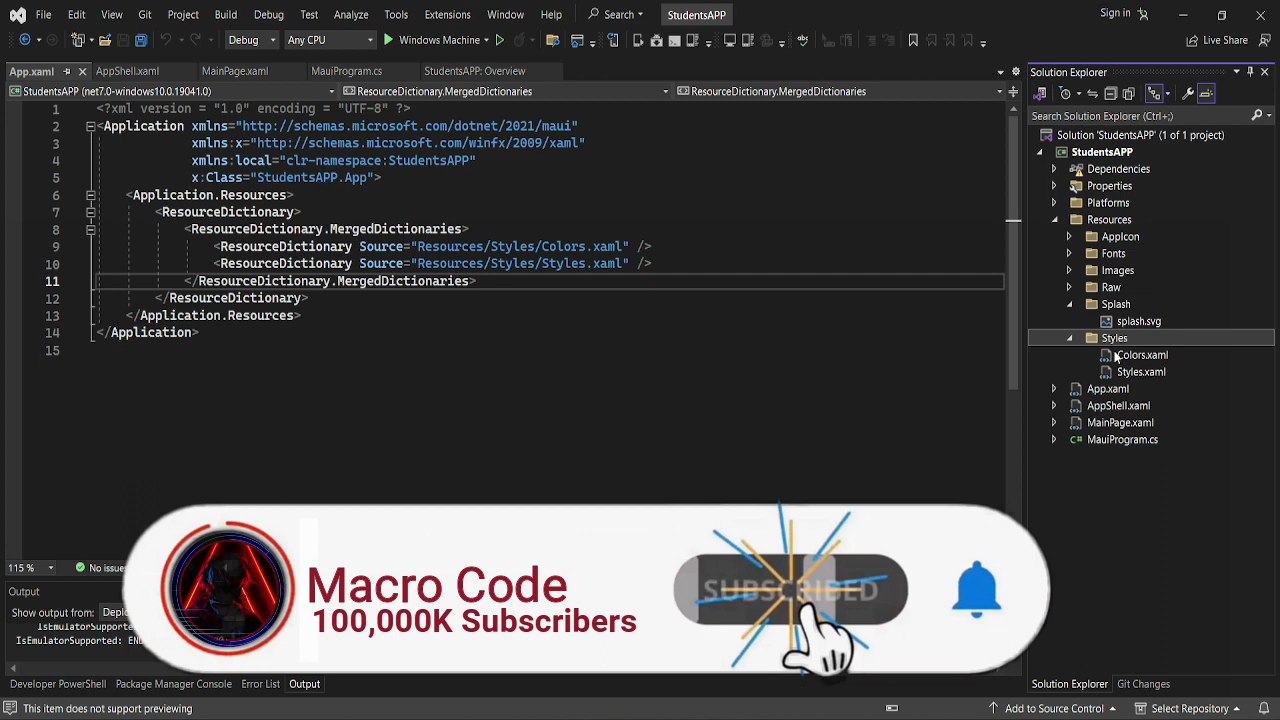 File Edit View Git Project Build Debug Test Analyze Tools Extensions Window Help Search StudentsAPP Sign in
Debug Any CPU Windows Machine Live Share
App.xaml AppShell.xaml MainPage.xaml MauiProgram.cs StudentsAPP: Overview
StudentsAPP (net7.0-windows10.0.19041.0) ResourceDictionary.MergedDictionaries ResourceDictionary.MergedDictionaries
1 <?xml version = "1.0" encoding = "UTF-8" ?>
2 <Application xmlns="http://schemas.microsoft.com/dotnet/2021/maui"
3 xmlns:x="http://schemas.microsoft.com/winfx/2009/xaml"
4 xmlns:local="clr-namespace:StudentsAPP"
5 x:Class="StudentsAPP.App">
6 <Application.Resources>
7 <ResourceDictionary>
8 <ResourceDictionary.MergedDictionaries>
9 <ResourceDictionary Source="Resources/Styles/Colors.xaml" />
10 <ResourceDictionary Source="Resources/Styles/Styles.xaml" />
11 </ResourceDictionary.MergedDictionaries>
12 </ResourceDictionary>
13 </Application.Resources>
14 </Application>
15
Solution Explorer
Search Solution Explorer (Ctrl+;)
Solution 'StudentsAPP' (1 of 1 project)
StudentsAPP
Dependencies
Properties
Platforms
Resources
AppIcon
Fonts
Images
Raw
Splash
splash.svg
Styles
Colors.xaml
Styles.xaml
App.xaml
AppShell.xaml
MainPage.xaml
MauiProgram.cs
115 % No issues
Output
Show output from: Deplo
IsEmulatorSupported
IsEmulatorSupported: EN
Macro Code
100,000K Subscribers
SUBSCRIBED
Developer PowerShell Package Manager Console Error List Output
Solution Explorer Git Changes
This item does not support previewing Add to Source Control Select Repository